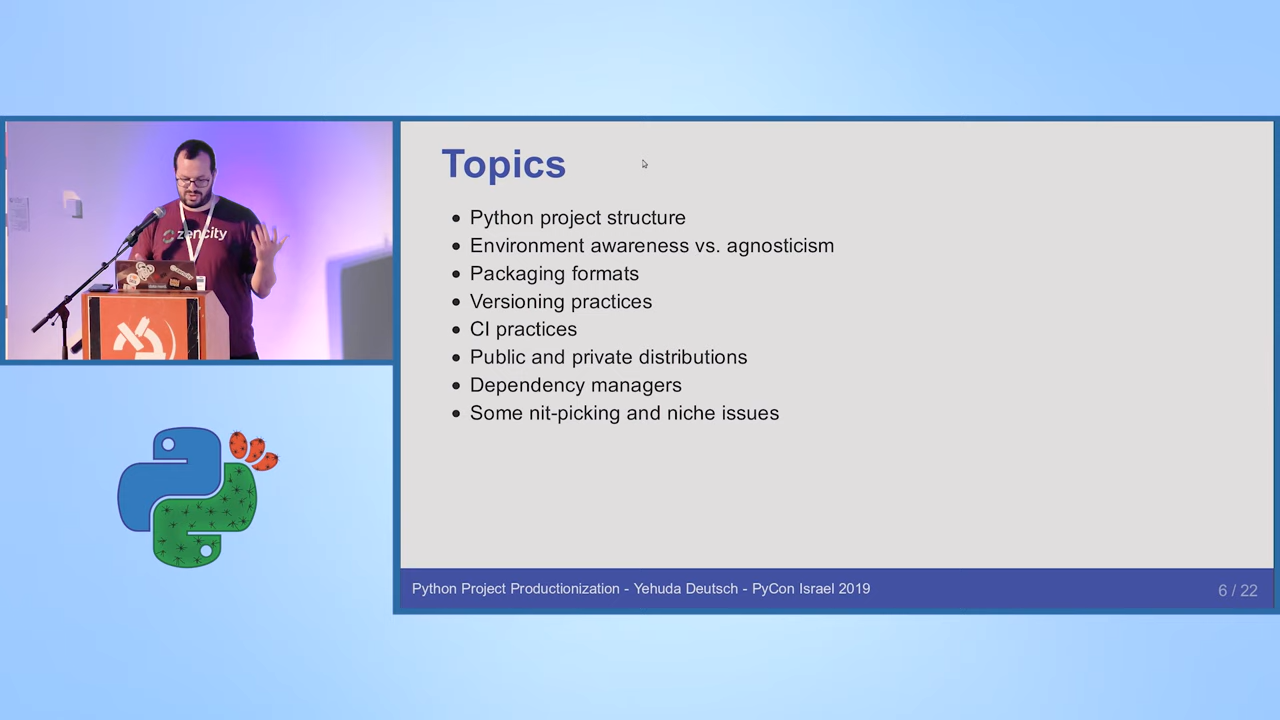 zencity
Topics
Python project structure
Environment awareness vs. agnosticism
Packaging formats
Versioning practices
CI practices
Public and private distributions
Dependency managers
Some nit-picking and niche issues
Python Project Productionization - Yehuda Deutsch - PyCon Israel 2019
6 / 22